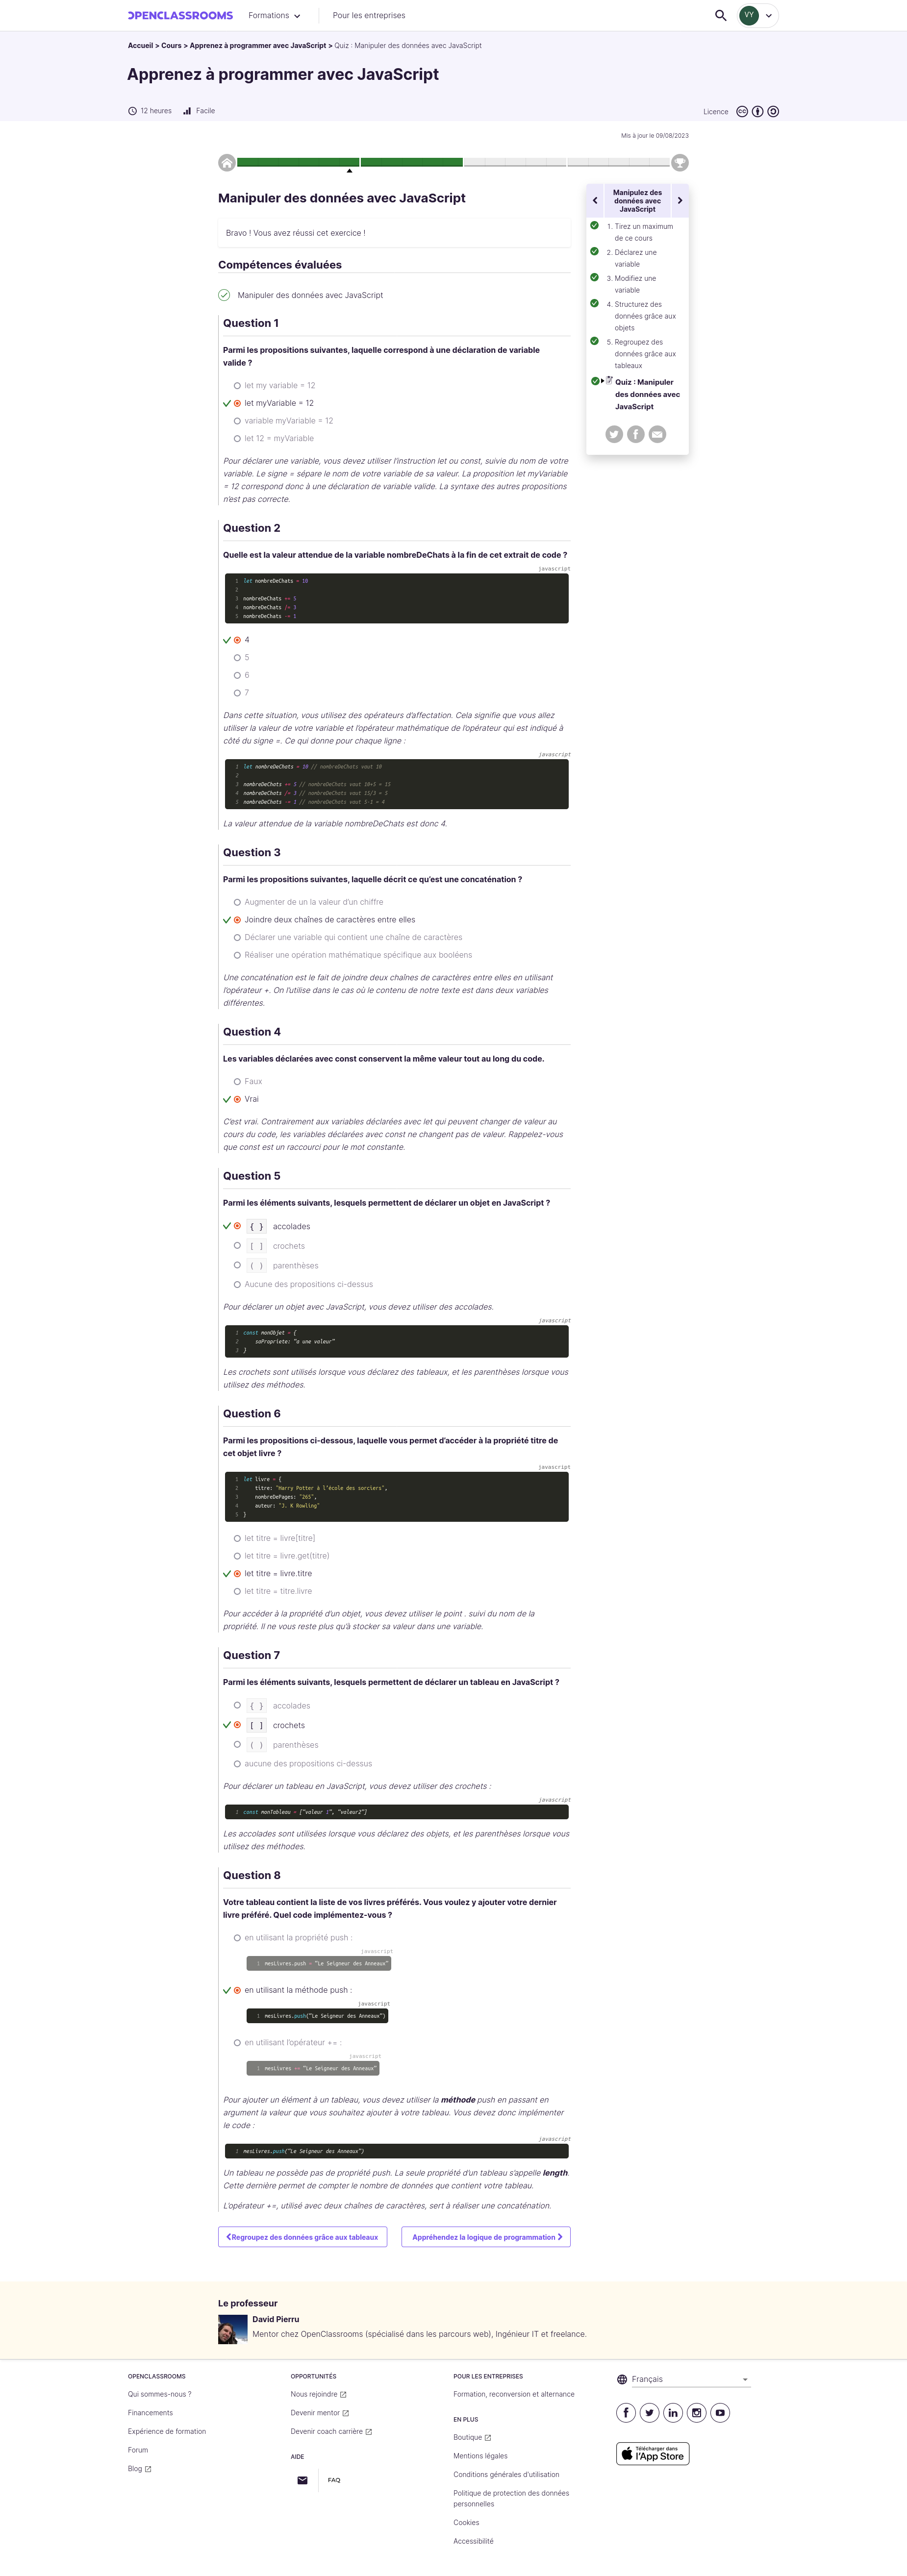 OPENCLASSROOMS
Formations
Pour les entreprises
VY
Accueil > Cours > Apprenez à programmer avec JavaScript > Quiz : Manipuler des données avec JavaScript
Apprenez à programmer avec JavaScript
12 heures
Facile
Licence
Mis à jour le 09/08/2023
Manipuler des données avec JavaScript
Bravo ! Vous avez réussi cet exercice !
Compétences évaluées
Manipuler des données avec JavaScript
Manipulez des
données avec
JavaScript
1. Tirez un maximum
de ce cours
2. Déclarez une
variable
3. Modifiez une
variable
4. Structurez des
données grâce aux
objets
5. Regroupez des
données grâce aux
tableaux
Quiz : Manipuler
des données avec
JavaScript
Question 1
Parmi les propositions suivantes, laquelle correspond à une déclaration de variable
valide ?
let my variable = 12
let myVariable = 12
variable myVariable = 12
let 12 = myVariable
Pour déclarer une variable, vous devez utiliser l'instruction let ou const, suivie du nom de votre
variable. Le signe = sépare le nom de votre variable de sa valeur. La proposition let myVariable
= 12 correspond donc à une déclaration de variable valide. La syntaxe des autres propositions
n'est pas correcte.
Question 2
Quelle est la valeur attendue de la variable nombreDeChats à la fin de cet extrait de code ?
javascript
1 let nombreDeChats = 10
2
3 nombreDeChats += 5
4 nombreDeChats /= 3
5 nombreDeChats -= 1
4
5
6
7
Dans cette situation, vous utilisez des opérateurs d'affectation. Cela signifie que vous allez
utiliser la valeur de votre variable et l'opérateur mathématique de l'opérateur qui est indiqué à
côté du signe =. Ce qui donne pour chaque ligne :
javascript
1 let nombreDeChats = 10 // nombreDeChats vaut 10
2
3 nombreDeChats += 5 // nombreDeChats vaut 10+5 = 15
4 nombreDeChats /= 3 // nombreDeChats vaut 15/3 = 5
5 nombreDeChats -= 1 // nombreDeChats vaut 5-1 = 4
La valeur attendue de la variable nombreDeChats est donc 4.
Question 3
Parmi les propositions suivantes, laquelle décrit ce qu'est une concaténation ?
Augmenter de un la valeur d'un chiffre
Joindre deux chaînes de caractères entre elles
Déclarer une variable qui contient une chaîne de caractères
Réaliser une opération mathématique spécifique aux booléens
Une concaténation est le fait de joindre deux chaînes de caractères entre elles en utilisant
l'opérateur +. On l'utilise dans le cas où le contenu de notre texte est dans deux variables
différentes.
Question 4
Les variables déclarées avec const conservent la même valeur tout au long du code.
Faux
Vrai
C'est vrai. Contrairement aux variables déclarées avec let qui peuvent changer de valeur au
cours du code, les variables déclarées avec const ne changent pas de valeur. Rappelez-vous
que const est un raccourci pour le mot constante.
Question 5
Parmi les éléments suivants, lesquels permettent de déclarer un objet en JavaScript ?
{ } accolades
[ ] crochets
( ) parenthèses
Aucune des propositions ci-dessus
Pour déclarer un objet avec JavaScript, vous devez utiliser des accolades.
javascript
1 const monObjet = {
2 saPropriete: "a une valeur"
3 }
Les crochets sont utilisés lorsque vous déclarez des tableaux, et les parenthèses lorsque vous
utilisez des méthodes.
Question 6
Parmi les propositions ci-dessous, laquelle vous permet d'accéder à la propriété titre de
cet objet livre ?
javascript
1 let livre = {
2 titre: "Harry Potter à l'école des sorciers",
3 nombreDePages: "265",
4 auteur: "J. K Rowling"
5 }
let titre = livre[titre]
let titre = livre.get(titre)
let titre = livre.titre
let titre = titre.livre
Pour accéder à la propriété d'un objet, vous devez utiliser le point . suivi du nom de la
propriété. Il ne vous reste plus qu'à stocker sa valeur dans une variable.
Question 7
Parmi les éléments suivants, lesquels permettent de déclarer un tableau en JavaScript ?
{ } accolades
[ ] crochets
( ) parenthèses
aucune des propositions ci-dessus
Pour déclarer un tableau en JavaScript, vous devez utiliser des crochets :
javascript
1 const monTableau = ["valeur 1", "valeur2"]
Les accolades sont utilisées lorsque vous déclarez des objets, et les parenthèses lorsque vous
utilisez des méthodes.
Question 8
Votre tableau contient la liste de vos livres préférés. Vous voulez y ajouter votre dernier
livre préféré. Quel code implémentez-vous ?
en utilisant la propriété push :
javascript
1 mesLivres.push = "Le Seigneur des Anneaux"
en utilisant la méthode push :
javascript
1 mesLivres.push("Le Seigneur des Anneaux")
en utilisant l'opérateur += :
javascript
1 mesLivres += "Le Seigneur des Anneaux"
Pour ajouter un élément à un tableau, vous devez utiliser la méthode push en passant en
argument la valeur que vous souhaitez ajouter à votre tableau. Vous devez donc implémenter
le code :
javascript
1 mesLivres.push("Le Seigneur des Anneaux")
Un tableau ne possède pas de propriété push. La seule propriété d'un tableau s'appelle length.
Cette dernière permet de compter le nombre de données que contient votre tableau.
L'opérateur +=, utilisé avec deux chaînes de caractères, sert à réaliser une concaténation.
Regroupez des données grâce aux tableaux
Appréhendez la logique de programmation
Le professeur
David Pierru
Mentor chez OpenClassrooms (spécialisé dans les parcours web), Ingénieur IT et freelance.
OPENCLASSROOMS
Qui sommes-nous ?
Financements
Expérience de formation
Forum
Blog
OPPORTUNITÉS
Nous rejoindre
Devenir mentor
Devenir coach carrière
AIDE
FAQ
POUR LES ENTREPRISES
Formation, reconversion et alternance
EN PLUS
Boutique
Mentions légales
Conditions générales d'utilisation
Politique de protection des données
personnelles
Cookies
Accessibilité
Français
Télécharger dans
l'App Store